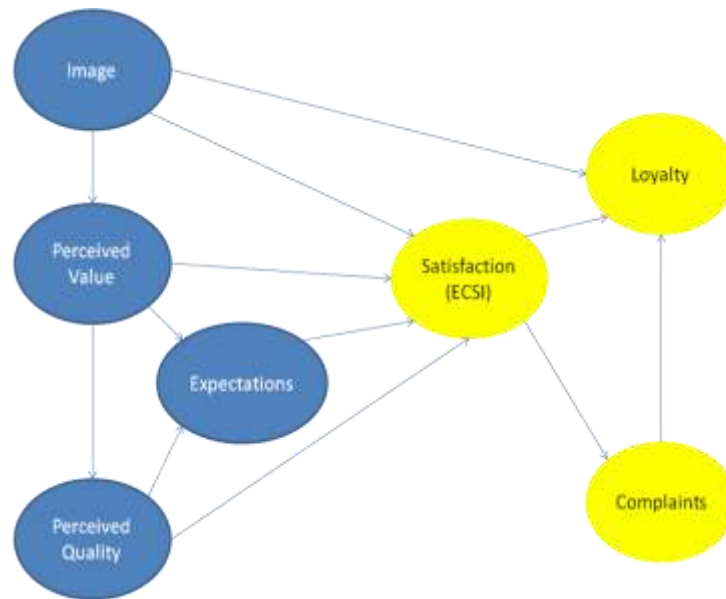 Image
Loyalty
Perceived
Value
Satisfaction
(ECSI)
Expectations
Perceived
Quality
Complaints